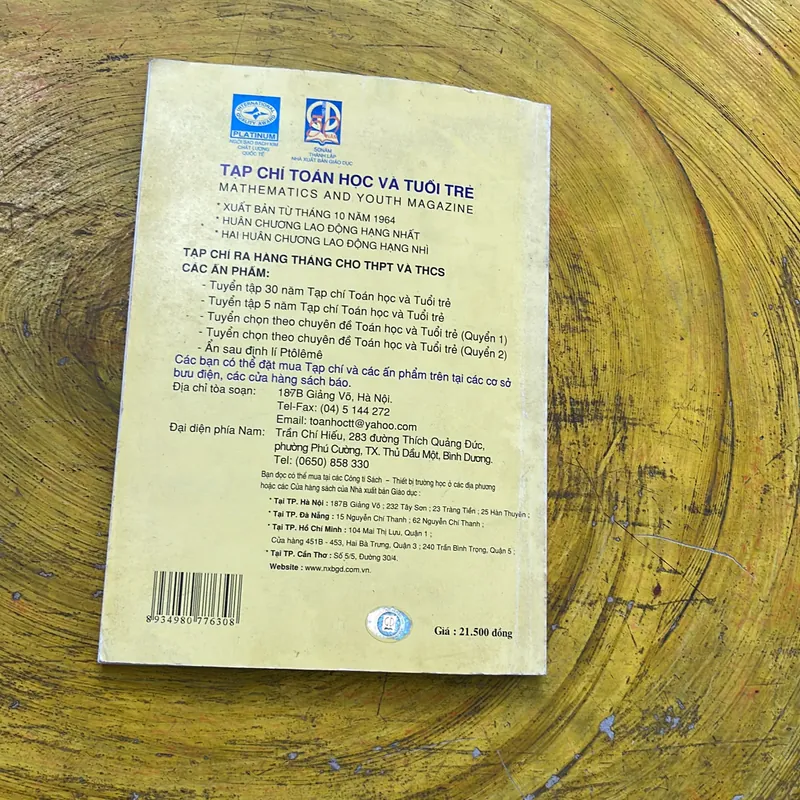 INTERNATIONAL
QUALITY AWARD
PLATINUM
NGÔI SAO BẠCH KIM
CHẤT LƯỢNG
QUỐC TẾ
50 NĂM
THÀNH LẬP
NHÀ XUẤT BẢN GIÁO DỤC
TẠP CHÍ TOÁN HỌC VÀ TUỔI TRẺ
MATHEMATICS AND YOUTH MAGAZINE
* XUẤT BẢN TỪ THÁNG 10 NĂM 1964
* HUÂN CHƯƠNG LAO ĐỘNG HẠNG NHẤT
* HAI HUÂN CHƯƠNG LAO ĐỘNG HẠNG NHÌ
TẠP CHÍ RA HÀNG THÁNG CHO THPT VÀ THCS
CÁC ẤN PHẨM:
- Tuyển tập 30 năm Tạp chí Toán học và Tuổi trẻ
- Tuyển tập 5 năm Tạp chí Toán học và Tuổi trẻ
- Tuyển chọn theo chuyên đề Toán học và Tuổi trẻ (Quyển 1)
- Tuyển chọn theo chuyên đề Toán học và Tuổi trẻ (Quyển 2)
- Ẩn sau định lí Ptôlêmê
Các bạn có thể đặt mua Tạp chí và các ấn phẩm trên tại các cơ sở
bưu điện, các cửa hàng sách báo.
Địa chỉ tòa soạn: 187B Giảng Võ, Hà Nội.
Tel-Fax: (04) 5 144 272
Email: toanhoctt@yahoo.com
Đại diện phía Nam: Trần Chí Hiếu, 283 đường Thích Quảng Đức,
phường Phú Cường, TX. Thủ Dầu Một, Bình Dương.
Tel: (0650) 858 330
Bạn đọc có thể mua tại các Công ti Sách – Thiết bị trường học ở các địa phương
hoặc các Cửa hàng sách của Nhà xuất bản Giáo dục :
* Tại TP. Hà Nội : 187B Giảng Võ ; 232 Tây Sơn ; 23 Tràng Tiền ; 25 Hàn Thuyên ;
* Tại TP. Đà Nẵng : 15 Nguyễn Chí Thanh ; 62 Nguyễn Chí Thanh ;
* Tại TP. Hồ Chí Minh : 104 Mai Thị Lựu, Quận 1 ;
Cửa hàng 451B - 453, Hai Bà Trưng, Quận 3 ; 240 Trần Bình Trọng, Quận 5 ;
* Tại TP. Cần Thơ : Số 5/5, Đường 30/4.
Website : www.nxbgd.com.vn.
8 934980 776308
Giá : 21.500 đồng